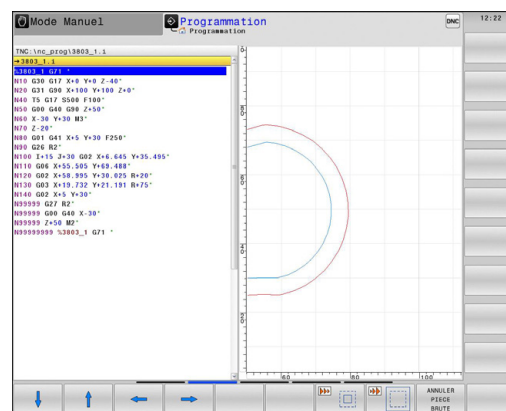 Mode Manuel
Programmation
Programmation
DNC
12:22
TNC:\nc_prog\3803_1.i
→3803_1.i
%3803_1 G71 *
N10 G30 G17 X+0 Y+0 Z-40*
N20 G31 G90 X+100 Y+100 Z+0*
N40 T5 G17 S500 F100*
N50 G00 G40 G90 Z+50*
N60 X-30 Y+30 M3*
N70 Z-20*
N80 G01 G41 X+5 Y+30 F250*
N90 G26 R2*
N100 I+15 J+30 G02 X+6.645 Y+35.495*
N110 G06 X+55.505 Y+69.488*
N120 G02 X+58.995 Y+30.025 R+20*
N130 G03 X+19.732 Y+21.191 R+75*
N140 G02 X+5 Y+30*
N99999 G27 R2*
N99999 G00 G40 X-30*
N99999 Z+50 M2*
N99999999 %3803_1 G71 *
60
80
100
ANNULER
PIECE
BRUTE